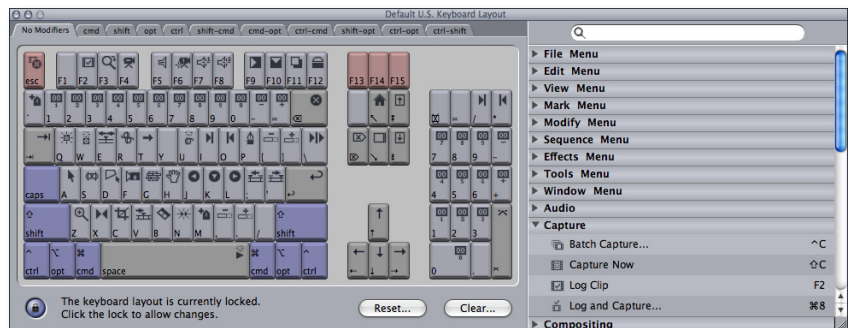 Default U.S. Keyboard Layout
No Modifiers cmd shift opt ctrl shift-cmd cmd-opt ctrl-cmd shift-opt ctrl-opt ctrl-shift
esc F1 F2 F3 F4 F5 F6 F7 F8 F9 F10 F11 F12 F13 F14 F15
` 1 2 3 4 5 6 7 8 9 0 - = = / *
Q W E R T Y U I O P [ ] \ 7 8 9 -
caps A S D F G H J K L ; ' 4 5 6 +
shift Z X C V B N M , . / shift 1 2 3
ctrl opt cmd space cmd opt ctrl 0 .
The keyboard layout is currently locked.
Click the lock to allow changes.
Reset... Clear...
File Menu
Edit Menu
View Menu
Mark Menu
Modify Menu
Sequence Menu
Effects Menu
Tools Menu
Window Menu
Audio
Capture
Batch Capture... ^C
Capture Now ⇧C
Log Clip F2
Log and Capture... ⌘8
Compositing